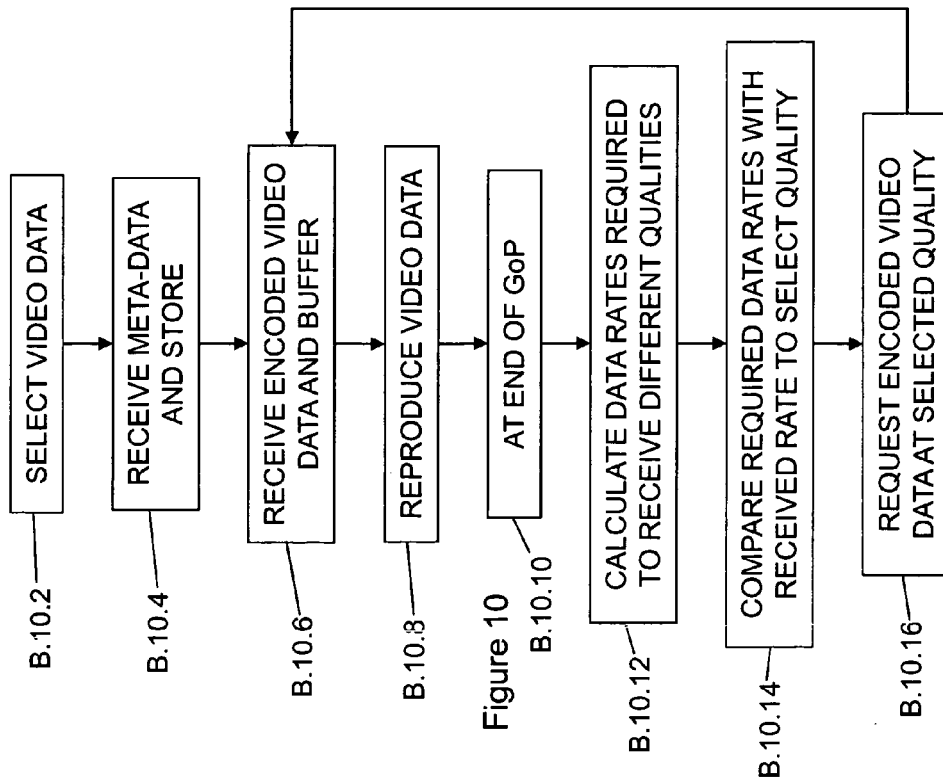 SELECT VIDEO DATA
B.10.2
RECEIVE META-DATA
AND STORE
B.10.4
RECEIVE ENCODED VIDEO
DATA AND BUFFER
B.10.6
REPRODUCE VIDEO DATA
B.10.8
Figure 10
AT END OF GoP
B.10.10
CALCULATE DATA RATES REQUIRED
TO RECEIVE DIFFERENT QUALITIES
B.10.12
COMPARE REQUIRED DATA RATES WITH
RECEIVED RATE TO SELECT QUALITY
B.10.14
REQUEST ENCODED VIDEO
DATA AT SELECTED QUALITY
B.10.16